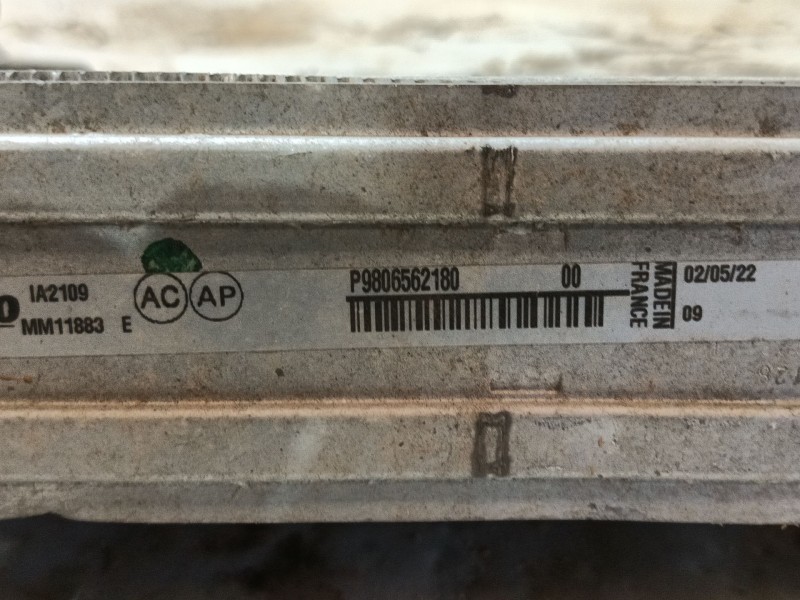 IA2109
MM11883 E
AC AP
P9806562180 00
MADE IN
FRANCE
02/05/22
09